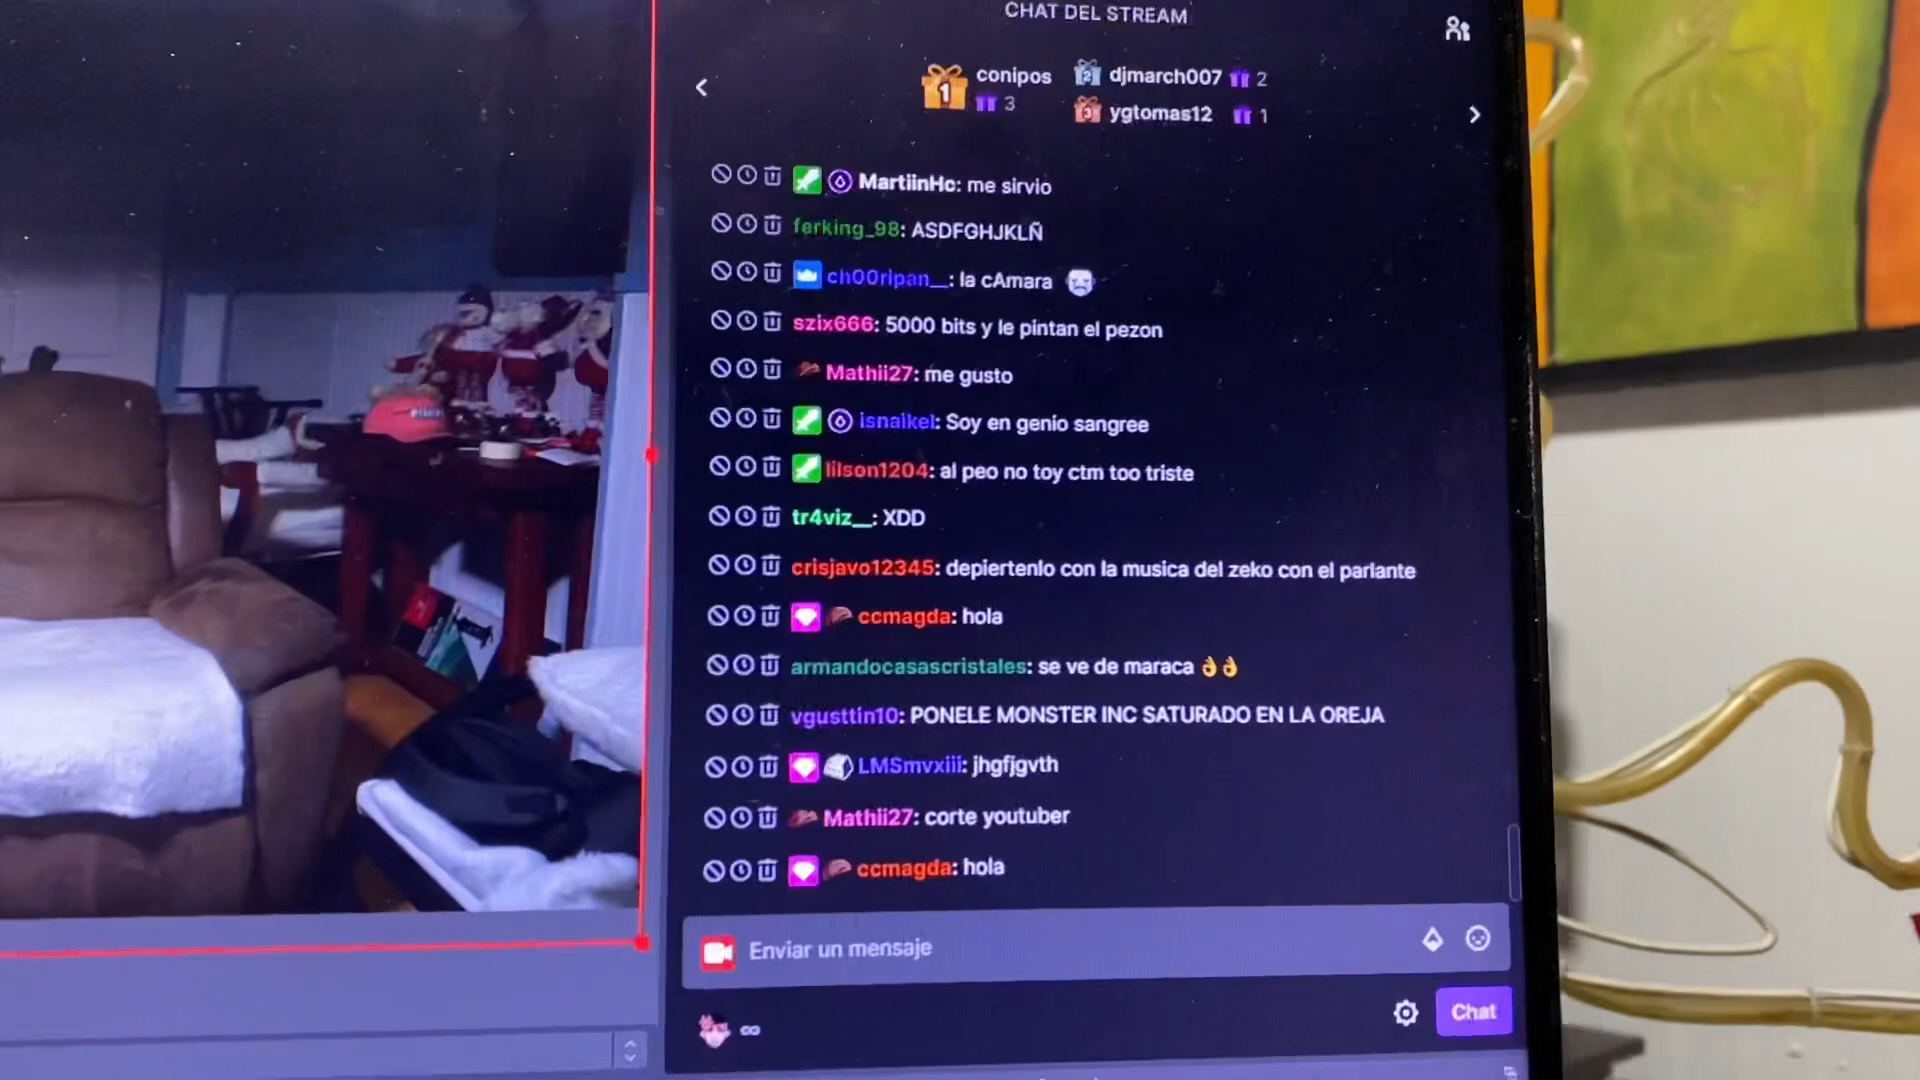 CHAT DEL STREAM
1 conipos 3
2 djmarch007 2
3 ygtomas12 1
MartiinHc: me sirvio
ferking_98: ASDFGHJKLÑ
ch00ripan__: la cAmara
szix666: 5000 bits y le pintan el pezon
Mathii27: me gusto
isnaikel: Soy en genio sangree
lilson1204: al peo no toy ctm too triste
tr4viz__: XDD
crisjavo12345: depiertenlo con la musica del zeko con el parlante
ccmagda: hola
armandocasascristales: se ve de maraca 👌👌
vgusttin10: PONELE MONSTER INC SATURADO EN LA OREJA
LMSmvxiii: jhgfjgvth
Mathii27: corte youtuber
ccmagda: hola
Enviar un mensaje
Chat